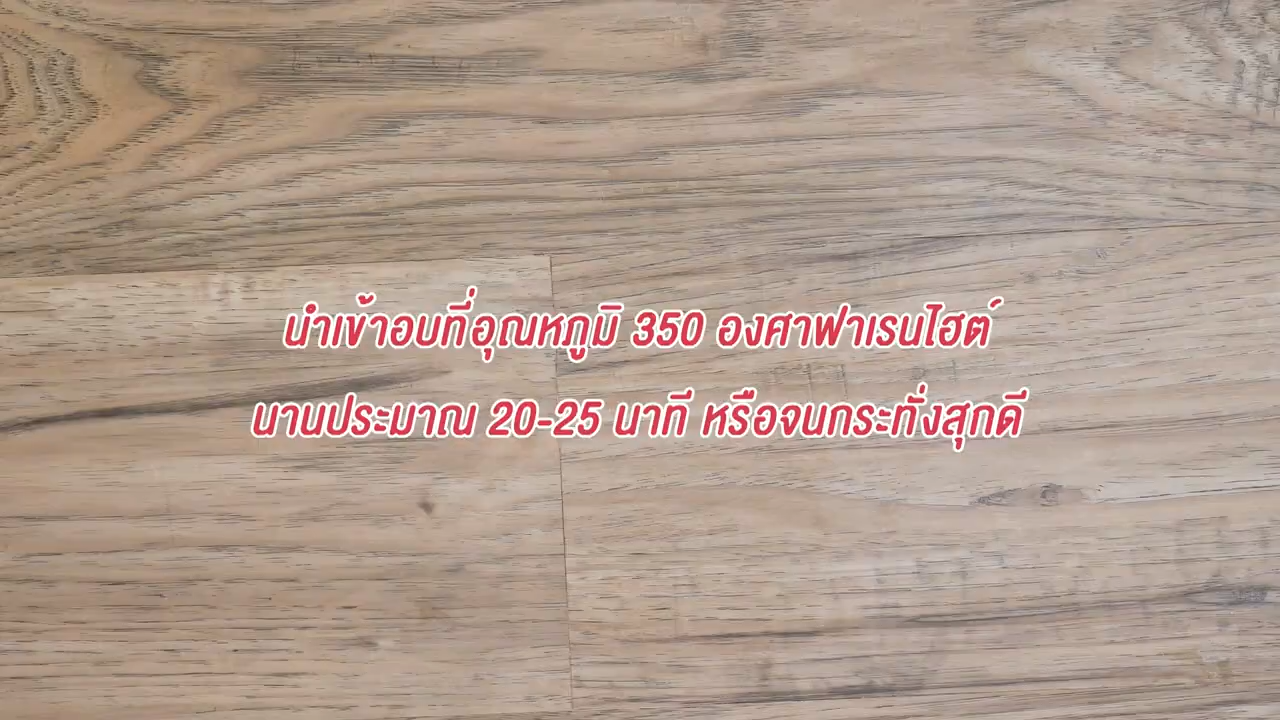 นำเข้าอบที่อุณหภูมิ 350 องศาฟาเรนไฮต์
นานประมาณ 20-25 นาที หรือจนกระทั่งสุกดี